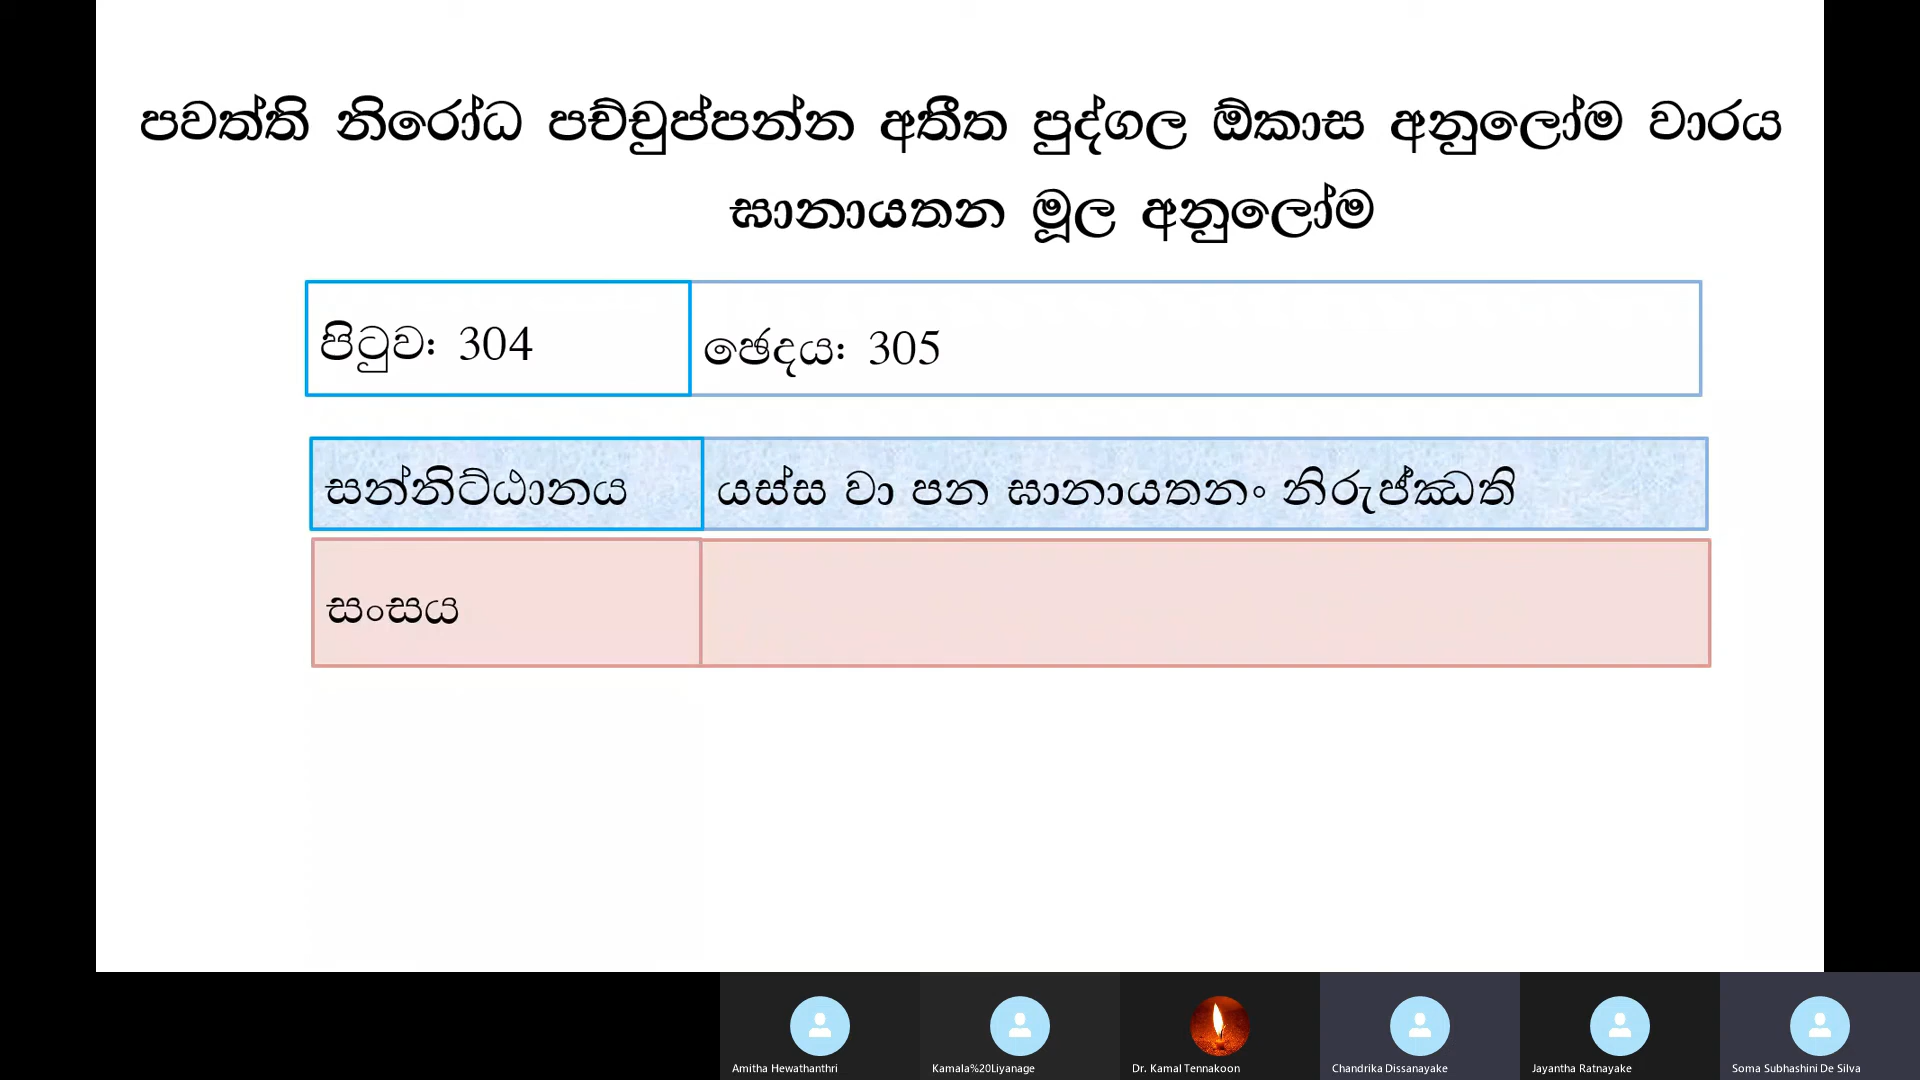 පවත්ති නිරෝධ පච්චුප්පන්න අතීත පුද්ගල ඕකාස අනුලෝම වාරය
ඝානායතන මූල අනුලෝම
පිටුව: 304
ඡෙදය: 305
සන්නිට්ඨානය
යස්ස වා පන ඝානායතනං නිරුජ්ඣති
සංසය
Amitha Hewathanthri
Kamala%20Liyanage
Dr. Kamal Tennakoon
Chandrika Dissanayake
Jayantha Ratnayake
Soma Subhashini De Silva